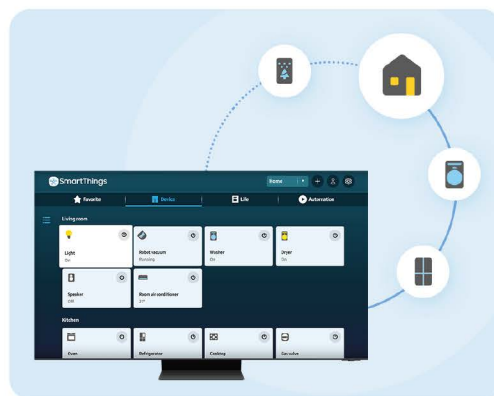 SmartThings
home
Favorite
Device
Life
Automation
Living room
Light
On
Robot vacuum
Running
Washer
On
Dryer
On
Speaker
Off
Room air conditioner
Kitchen
Oven
Refrigerator
Cooktop
Gas valve